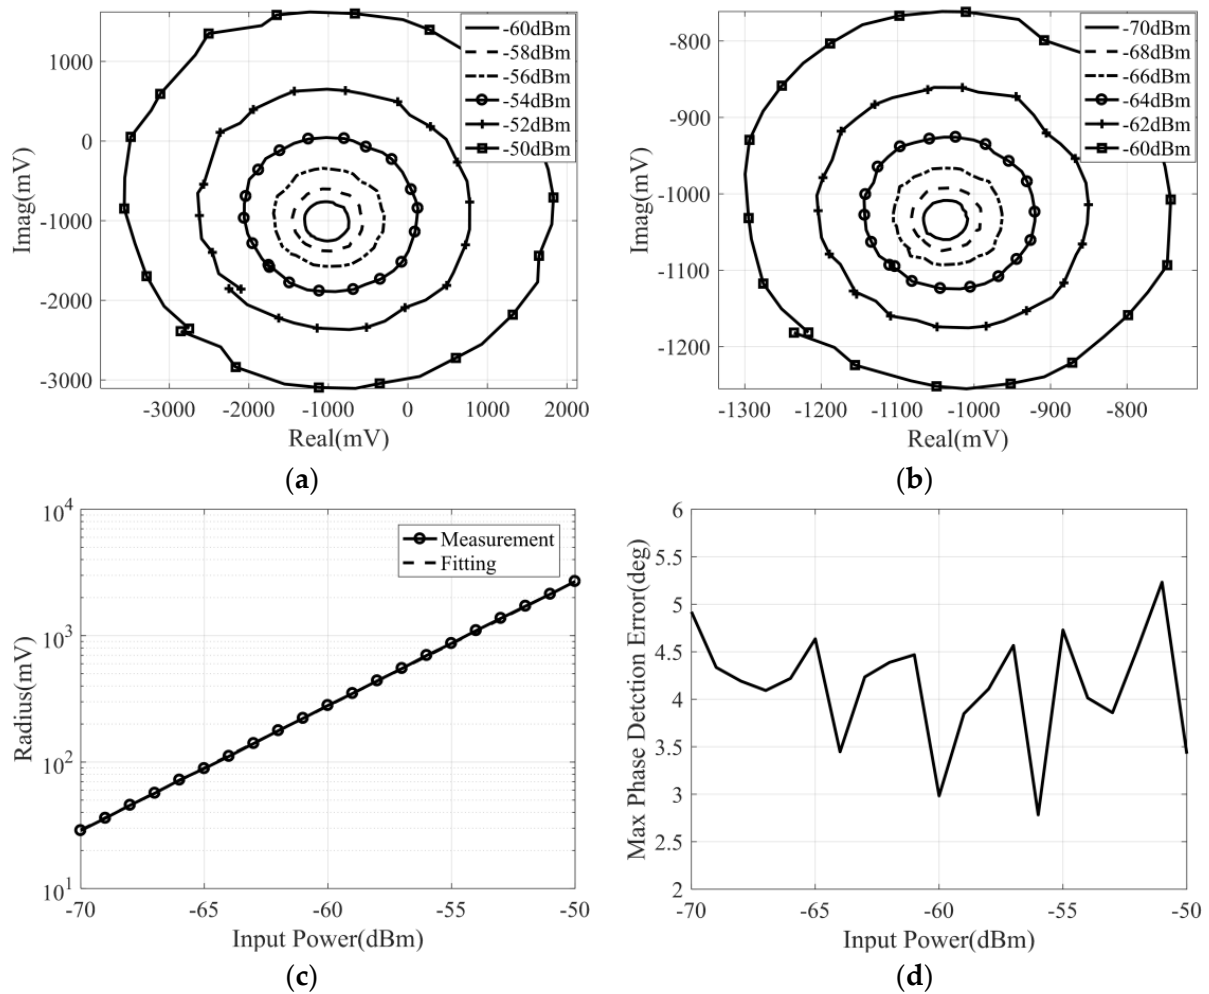 1000
0
-1000
-2000
-3000
Imag(mV)
-3000 -2000 -1000 0 1000 2000
Real(mV)
-60dBm
-58dBm
-56dBm
-54dBm
-52dBm
-50dBm
(a)
-800
-900
-1000
-1100
-1200
Imag(mV)
-1300 -1200 -1100 -1000 -900 -800
Real(mV)
-70dBm
-68dBm
-66dBm
-64dBm
-62dBm
-60dBm
(b)
10^4
10^3
10^2
10^1
Radius(mV)
-70 -65 -60 -55 -50
Input Power(dBm)
Measurement
Fitting
(c)
6
5.5
5
4.5
4
3.5
3
2.5
2
Max Phase Detction Error(deg)
-70 -65 -60 -55 -50
Input Power(dBm)
(d)